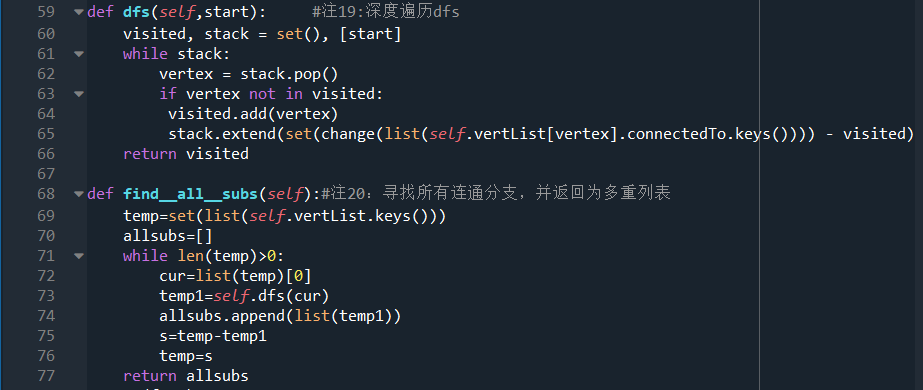 59 def dfs(self,start):     #注19:深度遍历dfs
60     visited, stack = set(), [start]
61     while stack:
62         vertex = stack.pop()
63         if vertex not in visited:
64          visited.add(vertex)
65          stack.extend(set(change(list(self.vertList[vertex].connectedTo.keys()))) - visited)
66     return visited
67
68 def find__all__subs(self):#注20：寻找所有连通分支，并返回为多重列表
69     temp=set(list(self.vertList.keys()))
70     allsubs=[]
71     while len(temp)>0:
72         cur=list(temp)[0]
73         temp1=self.dfs(cur)
74         allsubs.append(list(temp1))
75         s=temp-temp1
76         temp=s
77     return allsubs